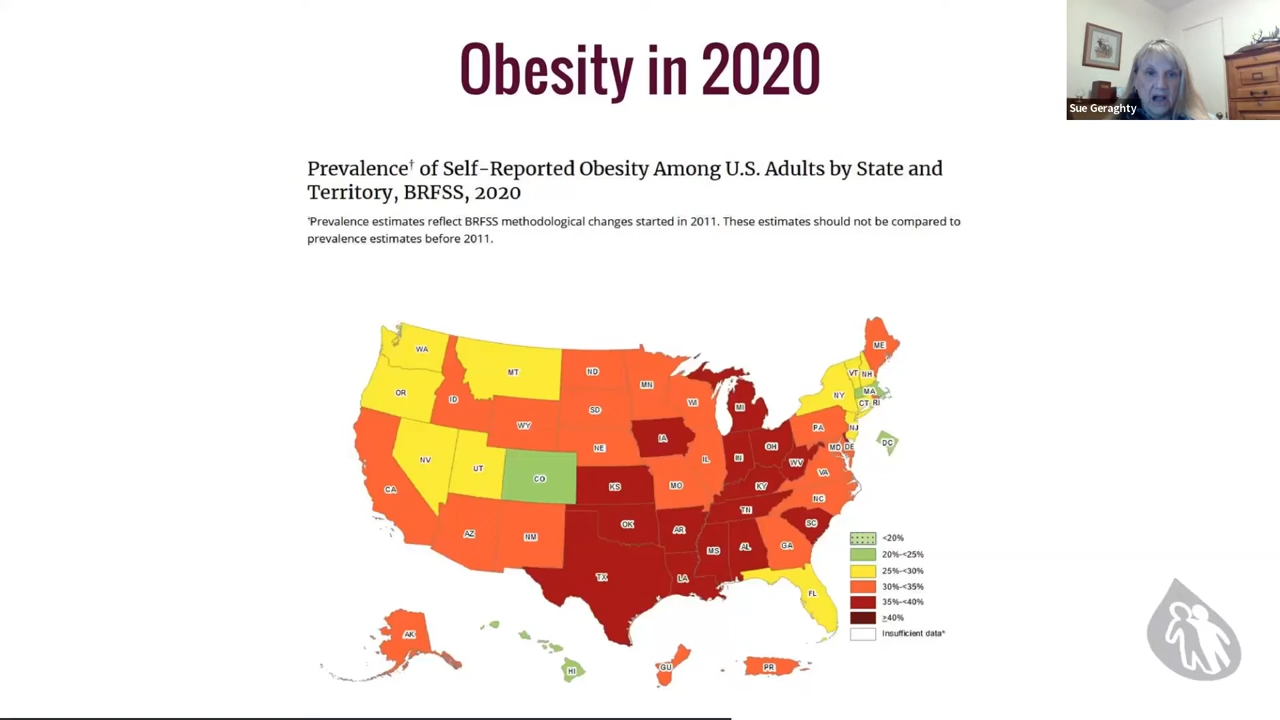 Obesity in 2020
Sue Geraghty
Prevalence† of Self-Reported Obesity Among U.S. Adults by State and
Territory, BRFSS, 2020
†Prevalence estimates reflect BRFSS methodological changes started in 2011. These estimates should not be compared to
prevalence estimates before 2011.
WA
MT
ND
MN
ME
OR
ID
SD
WI
MI
VT
NH
NY
MA
CT
RI
WY
NE
IA
PA
NJ
NV
UT
CO
IL
IN
OH
MD
DE
DC
CA
KS
MO
WV
VA
KY
NC
AZ
NM
OK
AR
TN
SC
TX
LA
MS
AL
GA
FL
AK
HI
GU
PR
<20%
20%-<25%
25%-<30%
30%-<35%
35%-<40%
≥40%
Insufficient data*